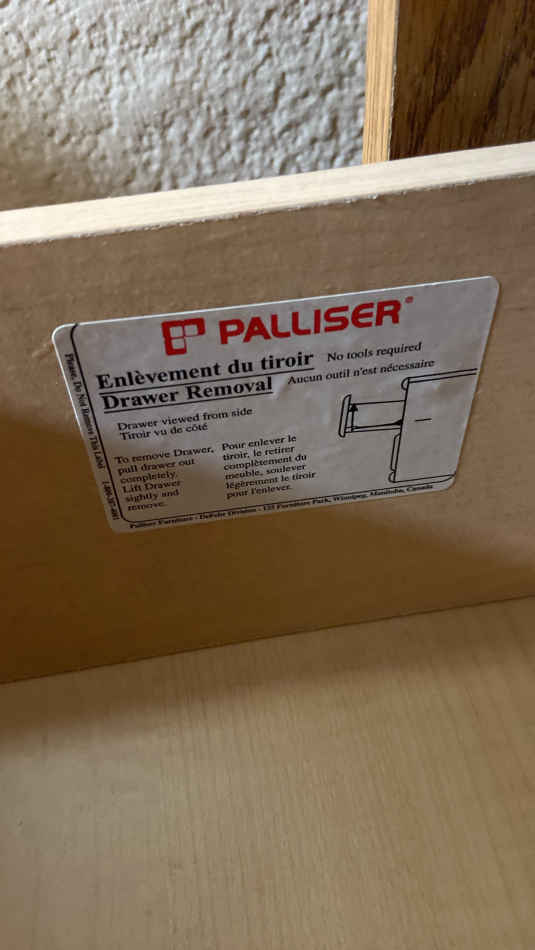 PALLISER®
Enlèvement du tiroir
Drawer Removal
No tools required
Aucun outil n'est nécessaire
Drawer viewed from side
Tiroir vu de côté
To remove Drawer,
pull drawer out
completely.
Lift Drawer
sightly and
remove.
Pour enlever le
tiroir, le retirer
complètement du
meuble, soulever
légèrement le tiroir
pour l'enlever.
Palliser Furniture - DeFehr Division - 125 Furniture Park, Winnipeg, Manitoba, Canada
Please, Do Not Remove This Label